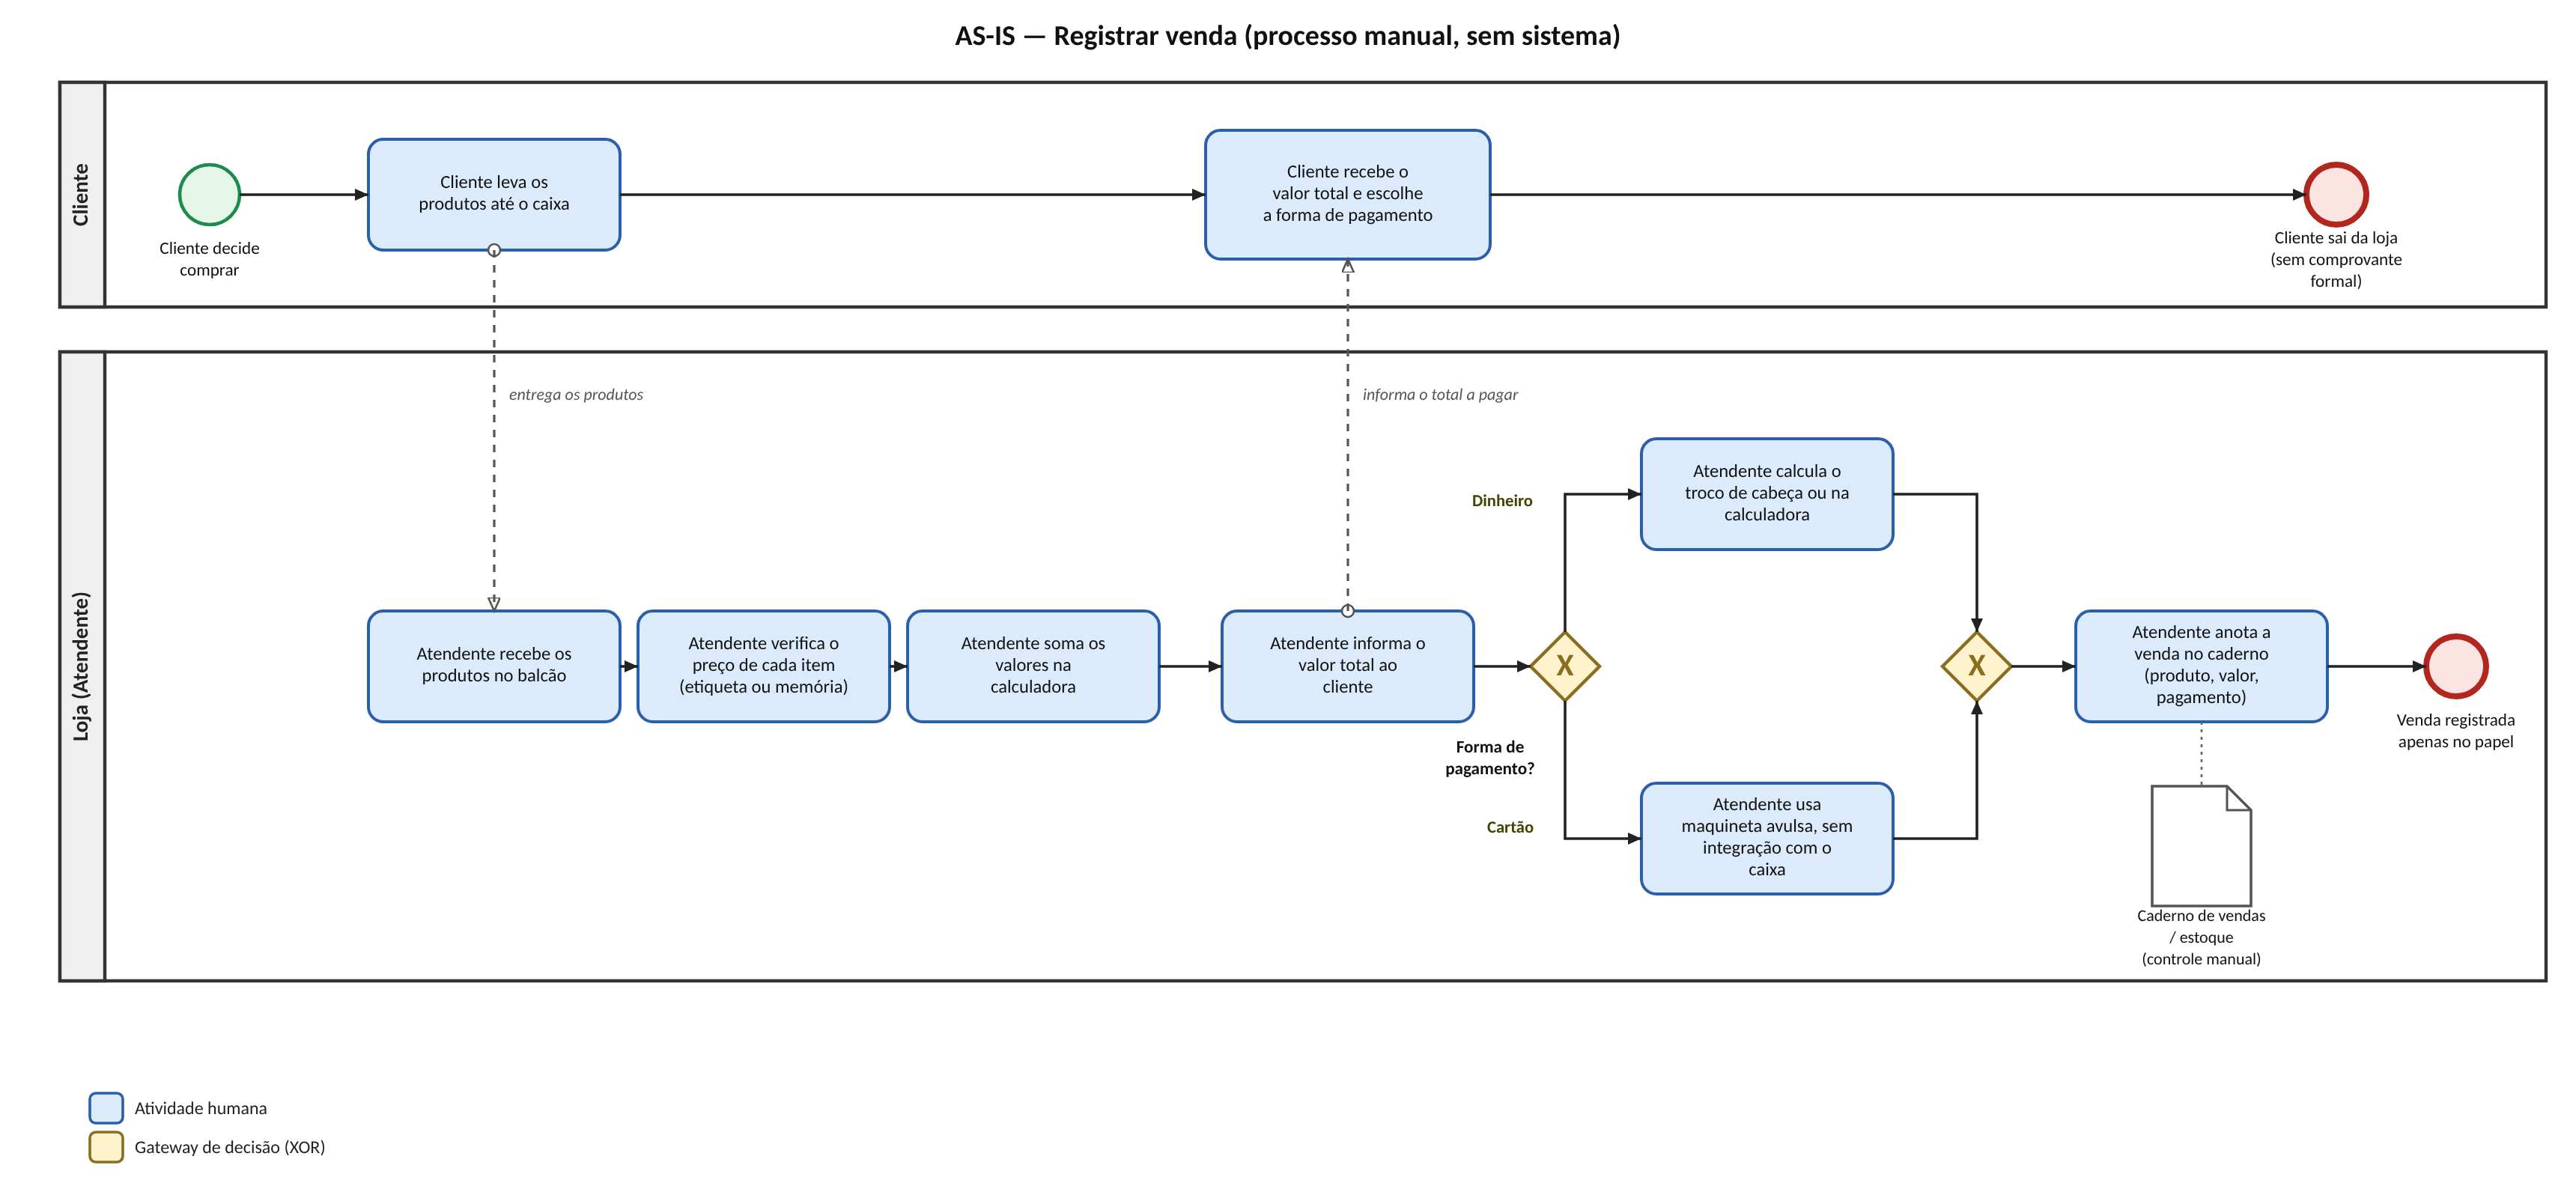 AS-IS — Registrar venda (processo manual, sem sistema)
Cliente
Cliente decide
comprar
Cliente leva os
produtos até o caixa
Cliente recebe o
valor total e escolhe
a forma de pagamento
Cliente sai da loja
(sem comprovante
formal)
Loja (Atendente)
entrega os produtos
informa o total a pagar
Atendente recebe os
produtos no balcão
Atendente verifica o
preço de cada item
(etiqueta ou memória)
Atendente soma os
valores na
calculadora
Atendente informa o
valor total ao
cliente
X
Forma de
pagamento?
Dinheiro
Atendente calcula o
troco de cabeça ou na
calculadora
Cartão
Atendente usa
maquineta avulsa, sem
integração com o
caixa
X
Atendente anota a
venda no caderno
(produto, valor,
pagamento)
Venda registrada
apenas no papel
Caderno de vendas
/ estoque
(controle manual)
Atividade humana
Gateway de decisão (XOR)